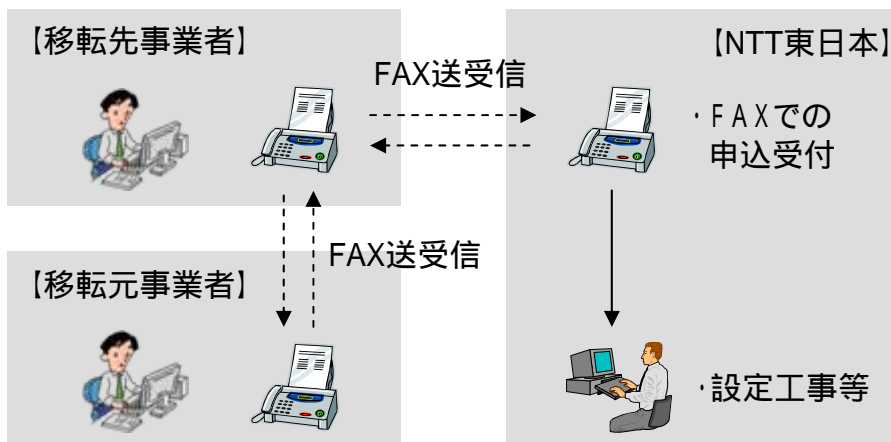 【移転先事業者】
FAX送受信
【NTT東日本】
・FAXでの
申込受付
FAX送受信
【移転元事業者】
・設定工事等